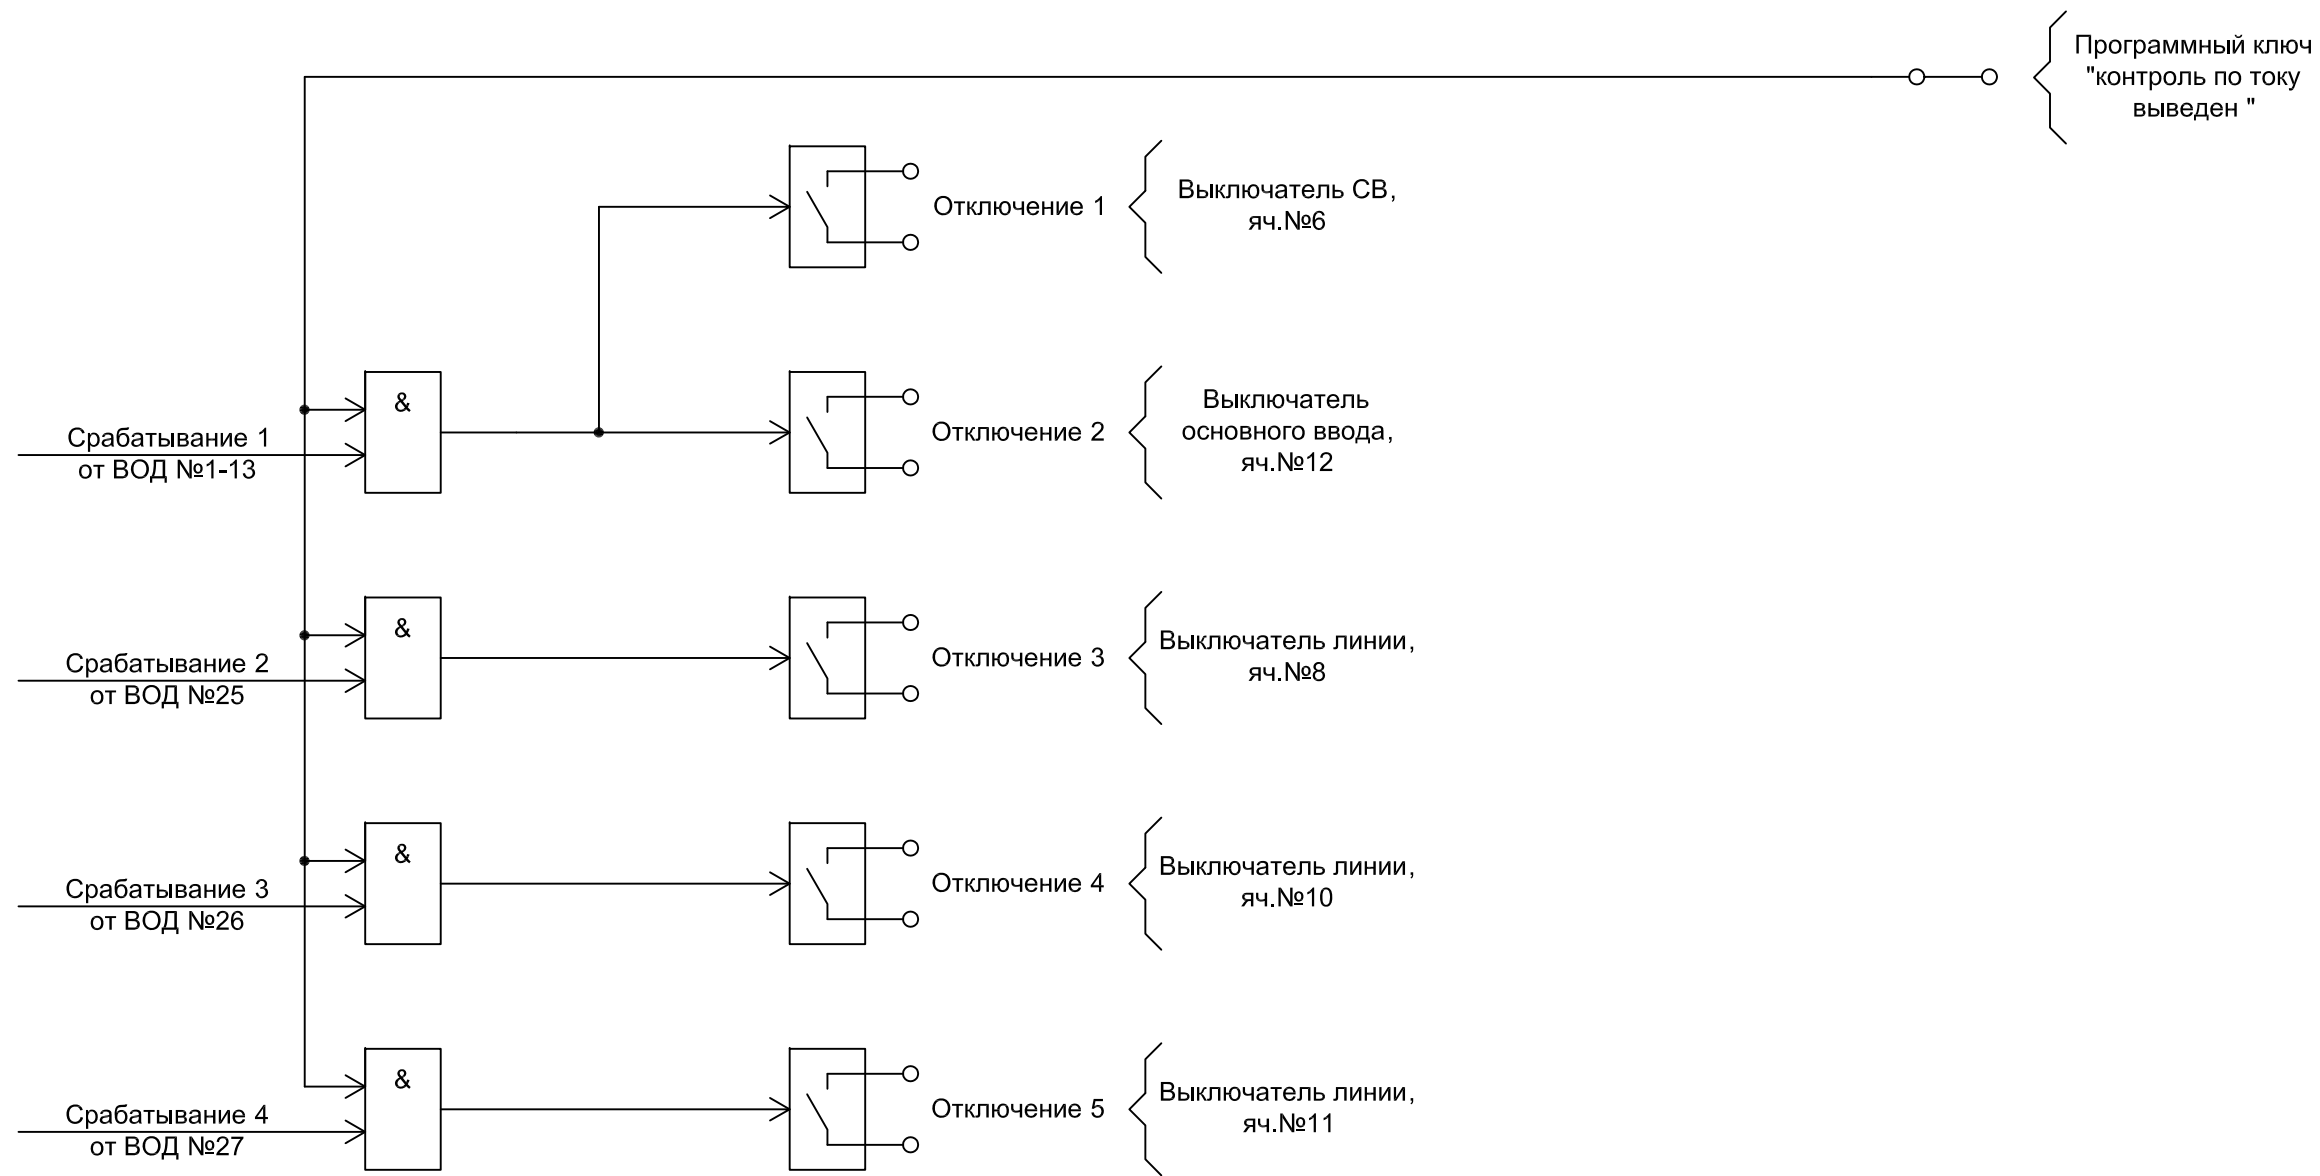 Программный ключ
"контроль по току
выведен "
Отключение 1
Выключатель СВ,
яч.№6
&
Срабатывание 1
от ВОД №1-13
Отключение 2
Выключатель
основного ввода,
яч.№12
&
Срабатывание 2
от ВОД №25
Отключение 3
Выключатель линии,
яч.№8
&
Срабатывание 3
от ВОД №26
Отключение 4
Выключатель линии,
яч.№10
&
Срабатывание 4
от ВОД №27
Отключение 5
Выключатель линии,
яч.№11